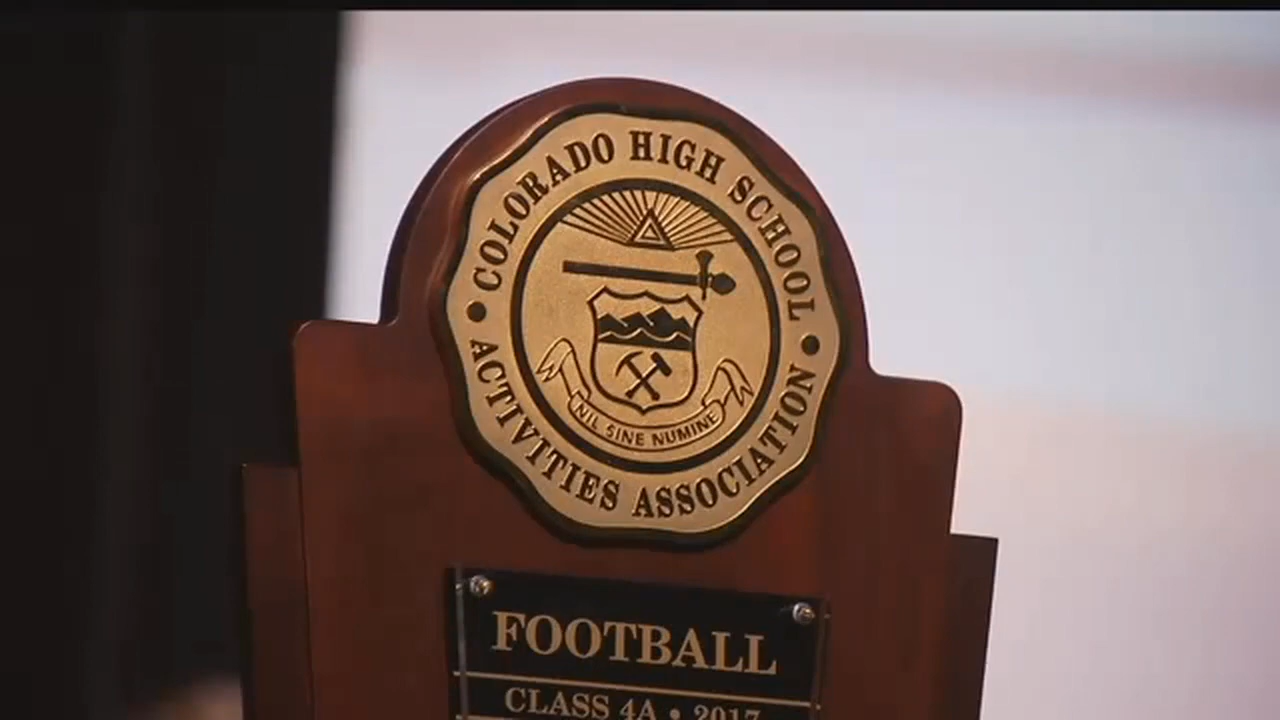 COLORADO HIGH SCHOOL
• ACTIVITIES ASSOCIATION •
NIL SINE NUMINE
FOOTBALL
CLASS 4A • 2017